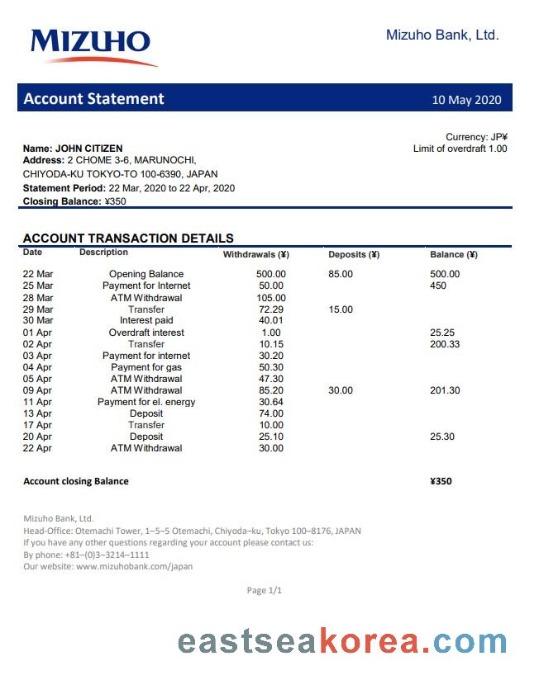 MIZUHO
Mizuho Bank, Ltd.
Account Statement 10 May 2020
Currency: JP¥
Name: JOHN CITIZEN Limit of overdraft 1.00
Address: 2 CHOME 3-6, MARUNOCHI,
CHIYODA-KU TOKYO-TO 100-6390, JAPAN
Statement Period: 22 Mar, 2020 to 22 Apr, 2020
Closing Balance: ¥350
ACCOUNT TRANSACTION DETAILS
Date Description Withdrawals (¥) Deposits (¥) Balance (¥)
22 Mar Opening Balance 500.00 85.00 500.00
25 Mar Payment for Internet 50.00 450
28 Mar ATM Withdrawal 105.00
29 Mar Transfer 72.29 15.00
30 Mar Interest paid 40.01
01 Apr Overdraft interest 1.00 25.25
02 Apr Transfer 10.15 200.33
03 Apr Payment for internet 30.20
04 Apr Payment for gas 50.30
05 Apr ATM Withdrawal 47.30
09 Apr ATM Withdrawal 85.20 30.00 201.30
11 Apr Payment for el. energy 30.64
13 Apr Deposit 74.00
17 Apr Transfer 10.00
20 Apr Deposit 25.10 25.30
22 Apr ATM Withdrawal 30.00
Account closing Balance ¥350
Mizuho Bank, Ltd.
Head-Office: Otemachi Tower, 1–5–5 Otemachi, Chiyoda–ku, Tokyo 100–8176, JAPAN
If you have any other questions regarding your account please contact us:
By phone: +81–(0)3–3214–1111
Our website: www.mizuhobank.com/japan
Page 1/1
eastseakorea.com